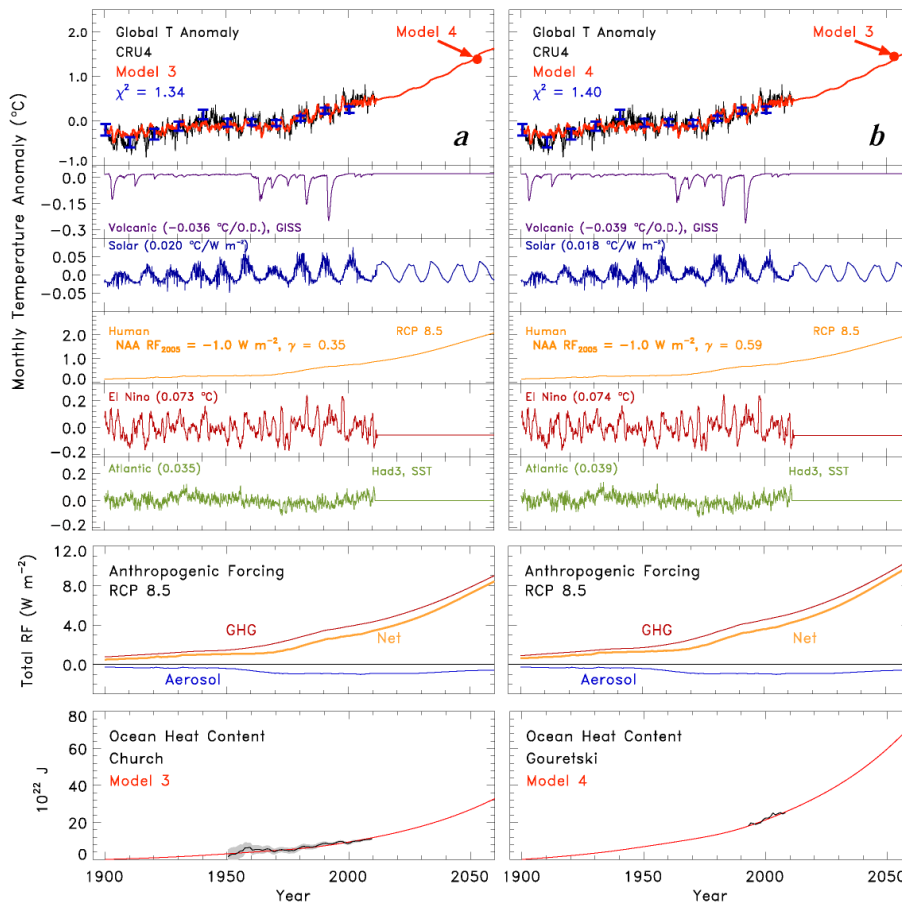 Monthly Temperature Anomaly (°C)
2.0
1.0
0.0
−1.0
Global T Anomaly
CRU4
Model 3
χ² = 1.34
Model 4
a
Global T Anomaly
CRU4
Model 4
χ² = 1.40
Model 3
b
0.0
−0.15
−0.3
Volcanic (−0.036 °C/O.D.), GISS
Volcanic (−0.039 °C/O.D.), GISS
0.05
−0.05
Solar (0.020 °C/W m⁻²)
Solar (0.018 °C/W m⁻²)
2.0
1.0
0.0
Human
RCP 8.5
NAA RF₂₀₀₅ = −1.0 W m⁻², γ = 0.35
Human
RCP 8.5
NAA RF₂₀₀₅ = −1.0 W m⁻², γ = 0.59
0.2
0.0
−0.2
El Nino (0.073 °C)
El Nino (0.074 °C)
0.2
0.0
−0.2
Atlantic (0.035)
Had3, SST
Atlantic (0.039)
Had3, SST
Total RF (W m⁻²)
12.0
8.0
4.0
0.0
Anthropogenic Forcing
RCP 8.5
GHG
Net
Aerosol
Anthropogenic Forcing
RCP 8.5
GHG
Net
Aerosol
10²² J
80
60
40
20
0
Ocean Heat Content
Church
Model 3
Ocean Heat Content
Gouretski
Model 4
1900
1950
2000
2050
Year
1900
1950
2000
2050
Year